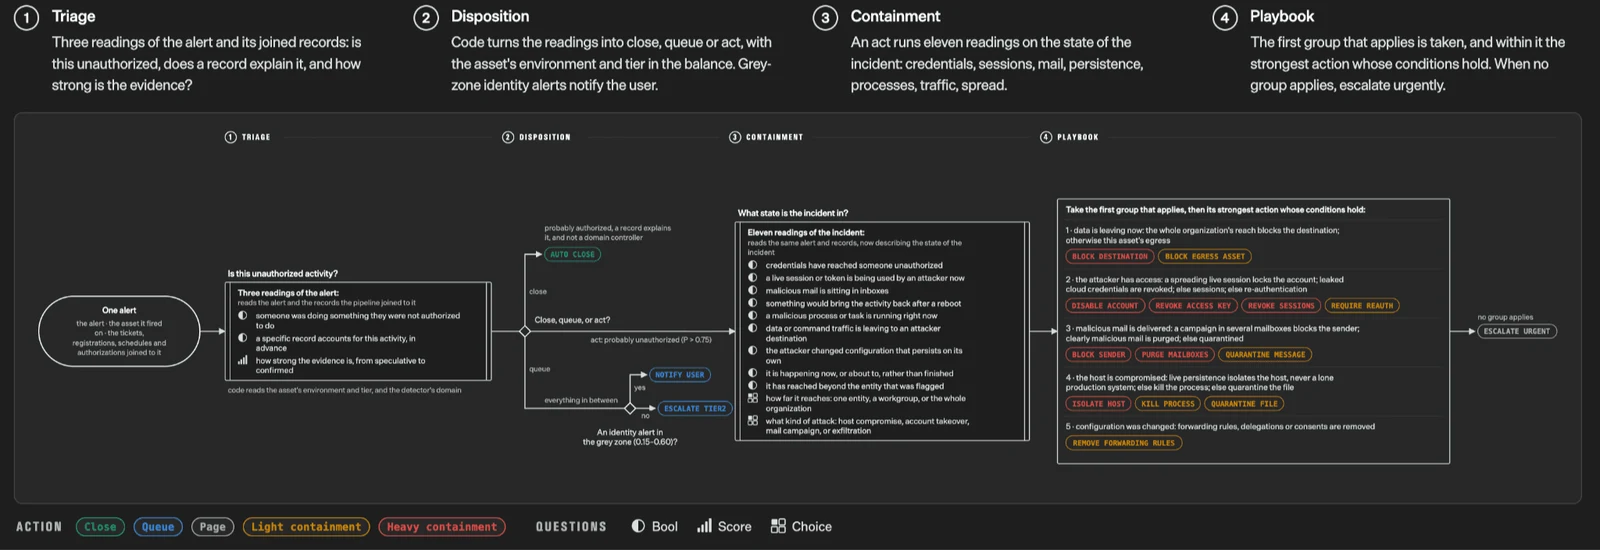 1 Triage
Three readings of the alert and its joined records: is
this unauthorized, does a record explain it, and how
strong is the evidence?
2 Disposition
Code turns the readings into close, queue or act, with
the asset's environment and tier in the balance. Grey-
zone identity alerts notify the user.
3 Containment
An act runs eleven readings on the state of the
incident: credentials, sessions, mail, persistence,
processes, traffic, spread.
4 Playbook
The first group that applies is taken, and within it the
strongest action whose conditions hold. When no
group applies, escalate urgently.
1 TRIAGE
2 DISPOSITION
3 CONTAINMENT
4 PLAYBOOK
One alert
the alert · the asset it fired
on · the tickets,
registrations, schedules and
authorizations joined to it
Is this unauthorized activity?
Three readings of the alert:
reads the alert and the records the pipeline joined to it
someone was doing something they were not authorized
to do
a specific record accounts for this activity, in
advance
how strong the evidence is, from speculative to
confirmed
code reads the asset's environment and tier, and the detector's domain
probably authorized, a record explains
it, and not a domain controller
AUTO CLOSE
close
Close, queue, or act?
act: probably unauthorized (P > 0.75)
queue
everything in between
NOTIFY USER
yes
no
ESCALATE TIER2
An identity alert in
the grey zone (0.15–0.60)?
What state is the incident in?
Eleven readings of the incident:
reads the same alert and records, now describing the state of the
incident
credentials have reached someone unauthorized
a live session or token is being used by an attacker now
malicious mail is sitting in inboxes
something would bring the activity back after a reboot
a malicious process or task is running right now
data or command traffic is leaving to an attacker
destination
the attacker changed configuration that persists on its
own
it is happening now, or about to, rather than finished
it has reached beyond the entity that was flagged
how far it reaches: one entity, a workgroup, or the whole
organization
what kind of attack: host compromise, account takeover,
mail campaign, or exfiltration
Take the first group that applies, then its strongest action whose conditions hold:
1 · data is leaving now: the whole organization's reach blocks the destination;
otherwise this asset's egress
BLOCK DESTINATION BLOCK EGRESS ASSET
2 · the attacker has access: a spreading live session locks the account; leaked
cloud credentials are revoked; else sessions; else re-authentication
DISABLE ACCOUNT REVOKE ACCESS KEY REVOKE SESSIONS REQUIRE REAUTH
3 · malicious mail is delivered: a campaign in several mailboxes blocks the sender;
clearly malicious mail is purged; else quarantined
BLOCK SENDER PURGE MAILBOXES QUARANTINE MESSAGE
4 · the host is compromised: live persistence isolates the host, never a lone
production system; else kill the process; else quarantine the file
ISOLATE HOST KILL PROCESS QUARANTINE FILE
5 · configuration was changed: forwarding rules, delegations or consents are removed
REMOVE FORWARDING RULES
no group applies
ESCALATE URGENT
ACTION Close Queue Page Light containment Heavy containment QUESTIONS Bool Score Choice